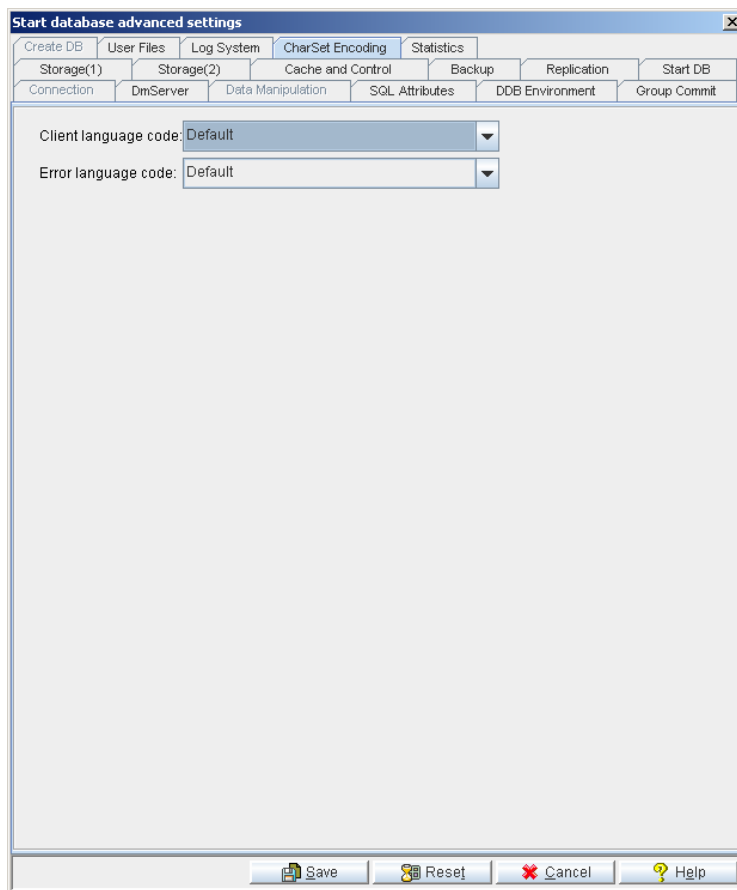 Start database advanced settings
Create DB User Files Log System CharSet Encoding Statistics
Storage(1) Storage(2) Cache and Control Backup Replication Start DB
Connection DmServer Data Manipulation SQL Attributes DDB Environment Group Commit
Client language code: Default
Error language code: Default
Save Reset Cancel Help